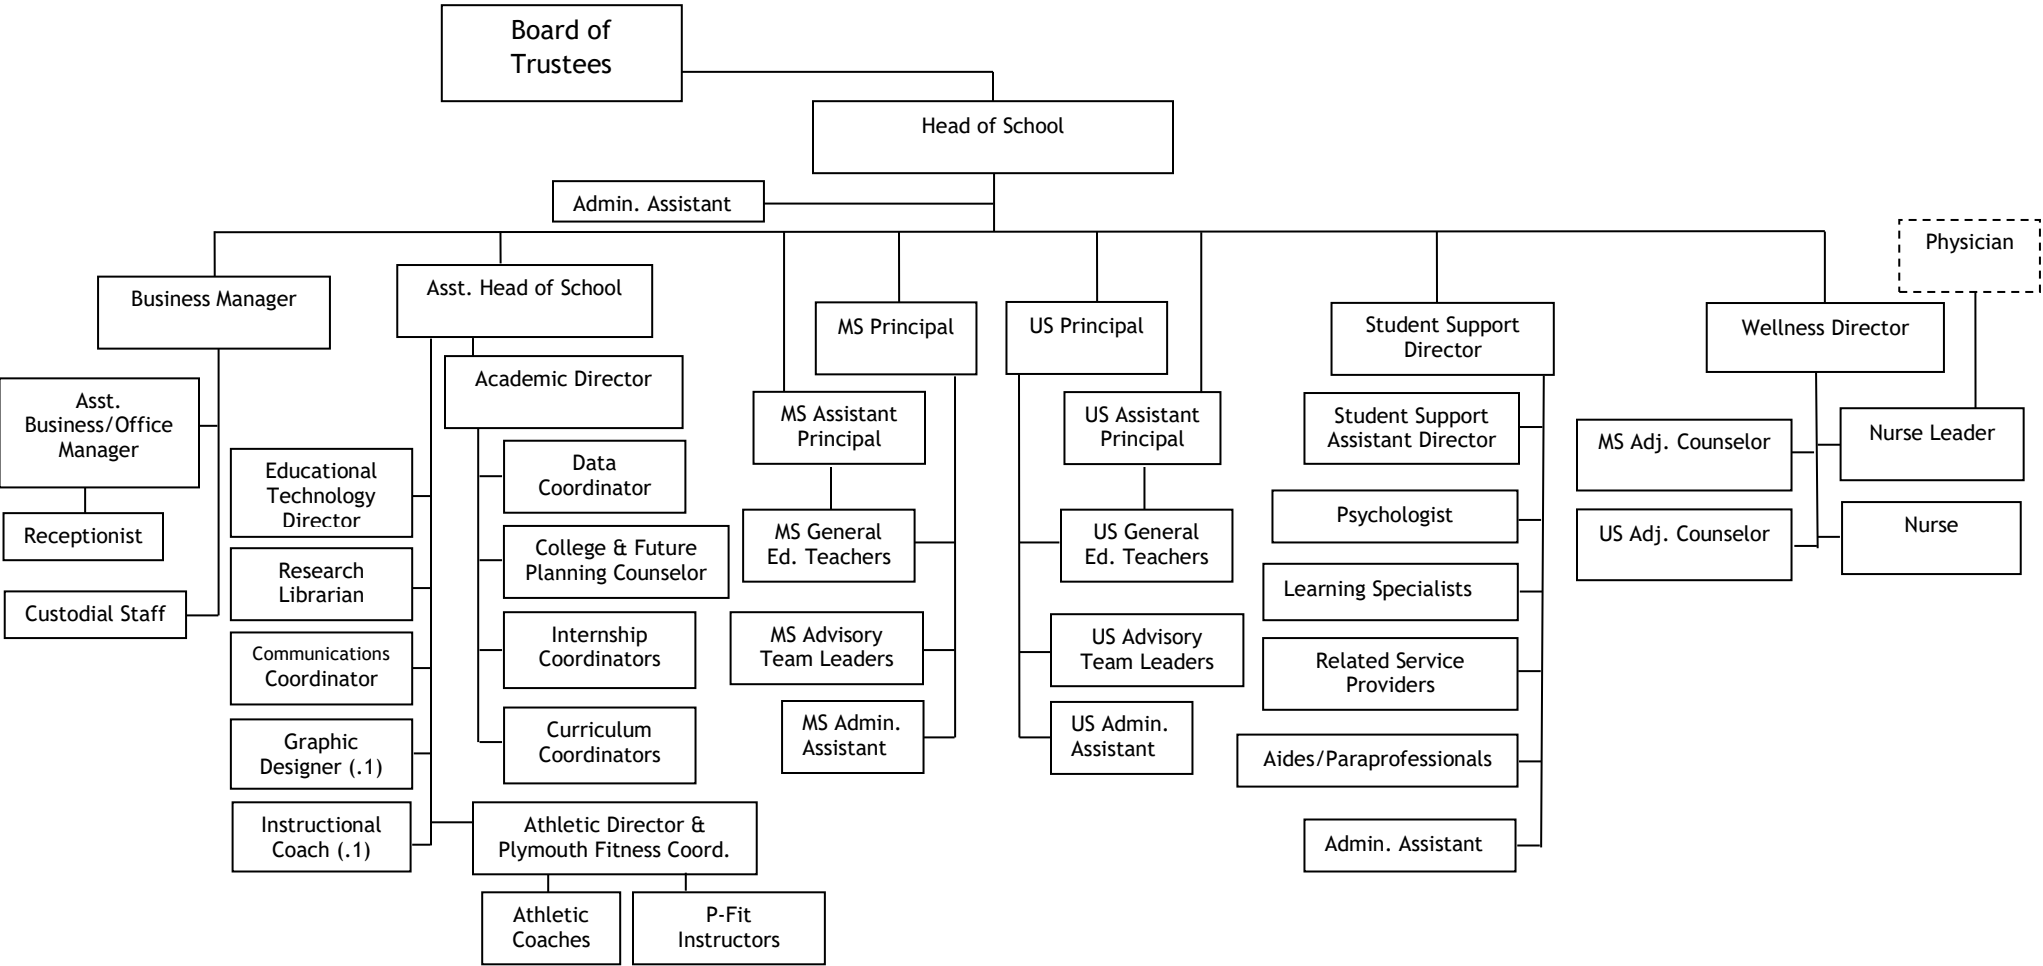 Board of
Trustees
Head of School
Admin. Assistant
Physician
Business Manager
Asst. Head of School
MS Principal
US Principal
Student Support
Director
Wellness Director
Asst.
Business/Office
Manager
Receptionist
Custodial Staff
Educational
Technology
Director
Research
Librarian
Communications
Coordinator
Graphic
Designer (.1)
Instructional
Coach (.1)
Academic Director
Data
Coordinator
College & Future
Planning Counselor
Internship
Coordinators
Curriculum
Coordinators
Athletic Director &
Plymouth Fitness Coord.
Athletic
Coaches
P-Fit
Instructors
MS Assistant
Principal
MS General
Ed. Teachers
MS Advisory
Team Leaders
MS Admin.
Assistant
US Assistant
Principal
US General
Ed. Teachers
US Advisory
Team Leaders
US Admin.
Assistant
Student Support
Assistant Director
Psychologist
Learning Specialists
Related Service
Providers
Aides/Paraprofessionals
Admin. Assistant
MS Adj. Counselor
US Adj. Counselor
Nurse Leader
Nurse